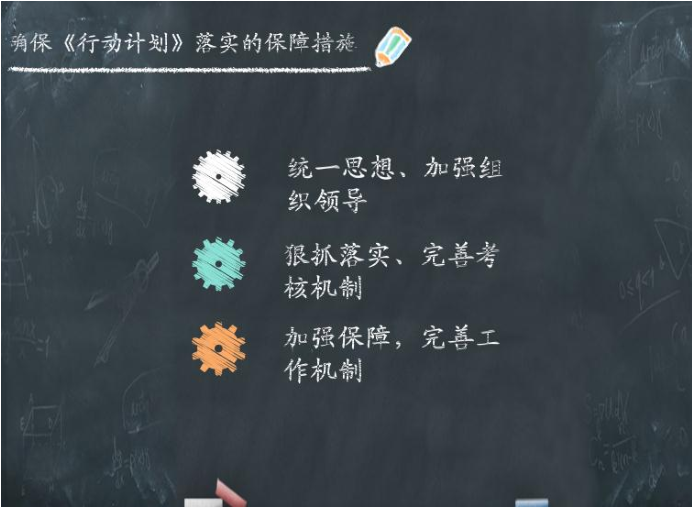 确保《行动计划》落实的保障措施
统一思想、加强组
织领导
狠抓落实、完善考
核机制
加强保障，完善工
作机制